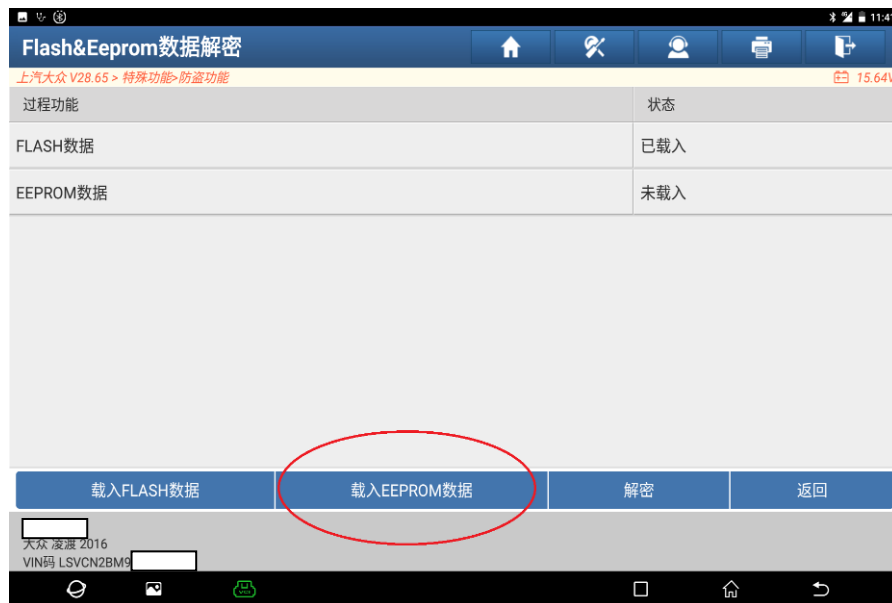 11:41
Flash&Eeprom数据解密
上汽大众 V28.65 > 特殊功能>防盗功能
15.64V
过程功能 状态
FLASH数据 已载入
EEPROM数据 未载入
载入FLASH数据 载入EEPROM数据 解密 返回
大众 凌渡 2016
VIN码 LSVCN2BM9
VCI